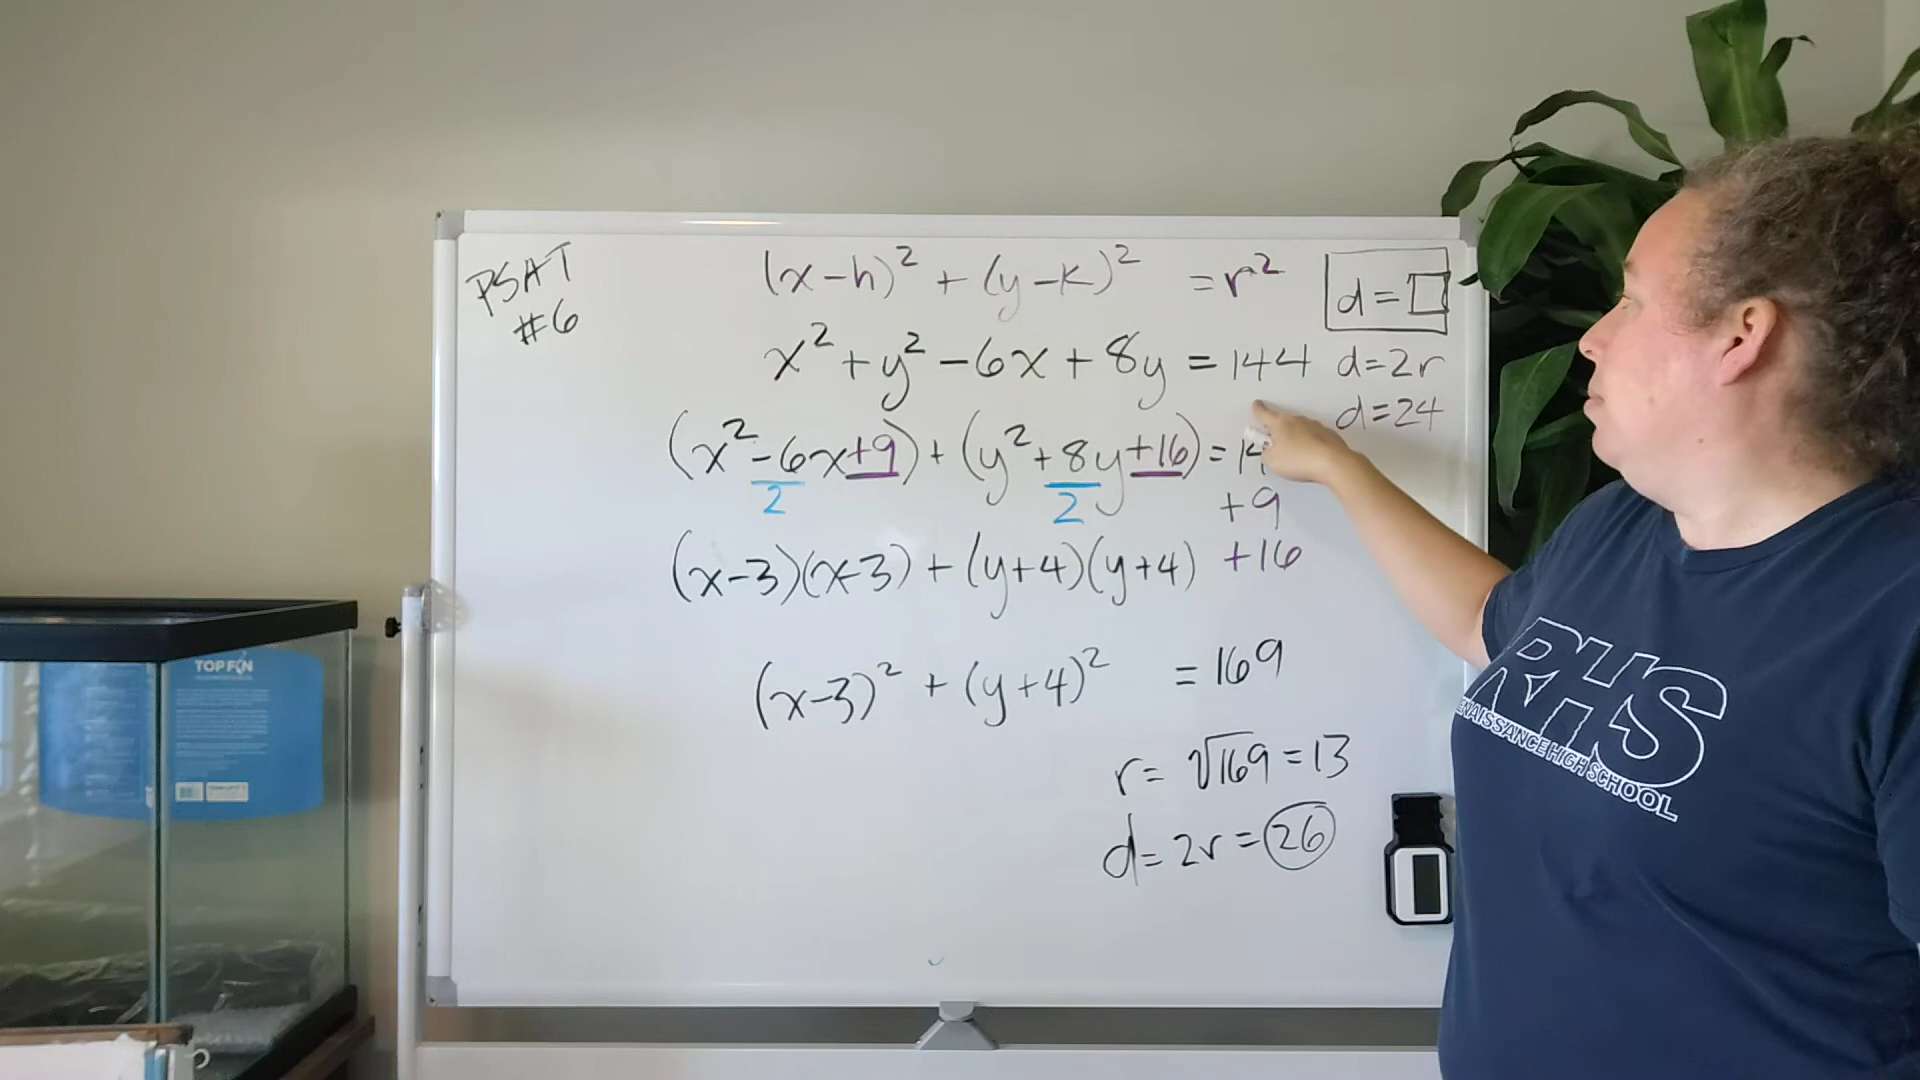 PSAT
#6
(x-h)² + (y-k)² = r²
d=□
x² + y² - 6x + 8y = 144
d=2r
d=24
(x² - 6x + 9) + (y² + 8y + 16) = 14
2
2
+9
(x-3)(x-3) + (y+4)(y+4) +16
(x-3)² + (y+4)² = 169
r = √169 = 13
d = 2r = 26
TOP FIN
RHS
ENAISSANCE HIGH SCHOOL